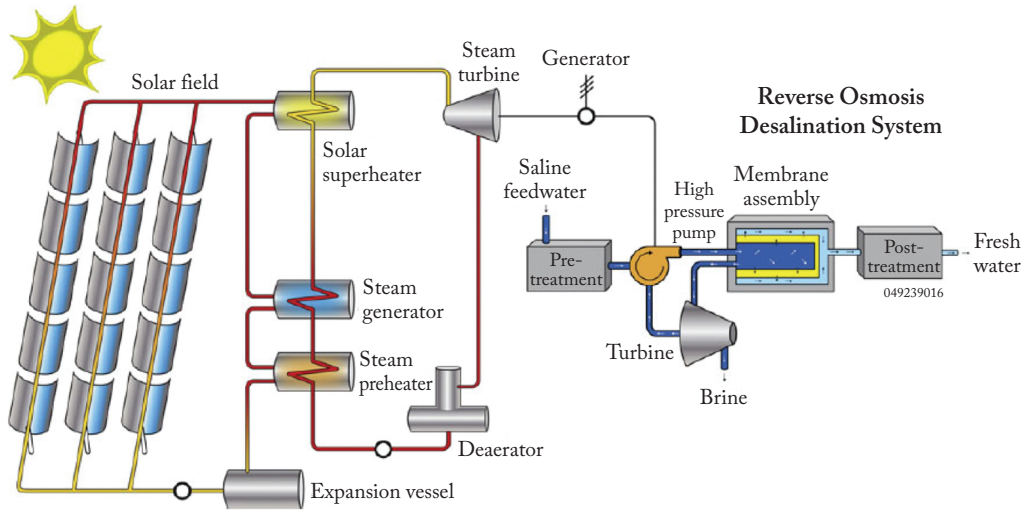 Solar field
Steam
turbine
Generator
Reverse Osmosis
Desalination System
Solar
superheater
Saline
feedwater
High
pressure
pump
Membrane
assembly
Pre-
treatment
Post-
treatment
Fresh
water
049239016
Steam
generator
Turbine
Steam
preheater
Brine
Deaerator
Expansion vessel